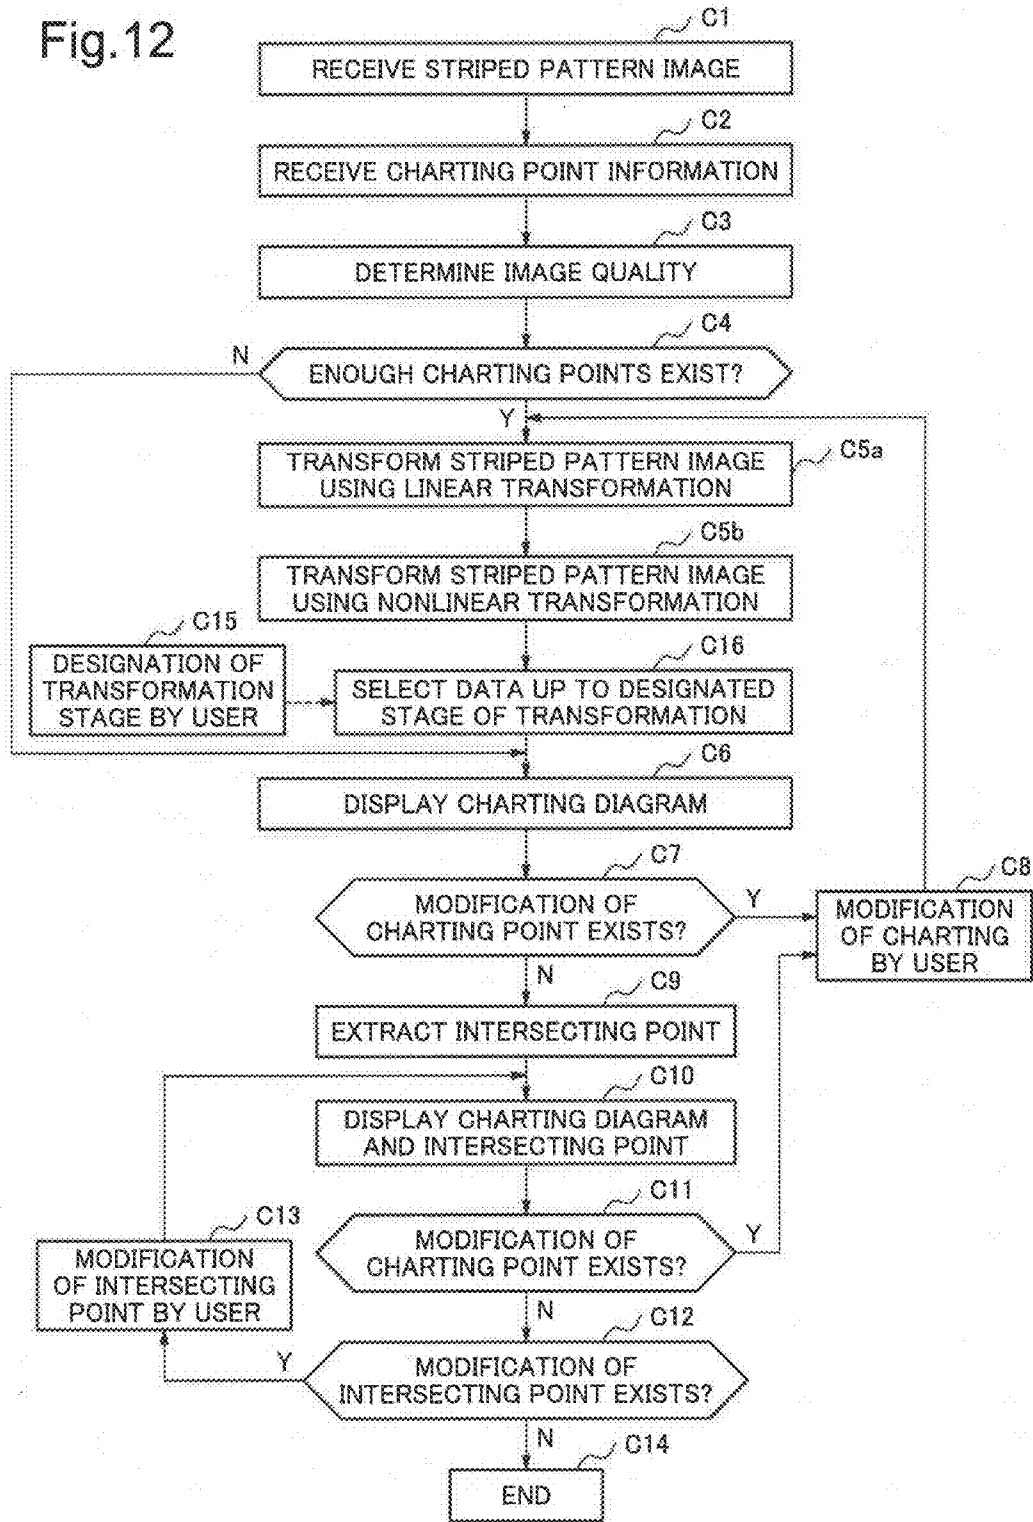 Fig.12
C1
RECEIVE STRIPED PATTERN IMAGE
C2
RECEIVE CHARTING POINT INFORMATION
C3
DETERMINE IMAGE QUALITY
C4
N
ENOUGH CHARTING POINTS EXIST?
Y
C5a
TRANSFORM STRIPED PATTERN IMAGE
USING LINEAR TRANSFORMATION
C5b
TRANSFORM STRIPED PATTERN IMAGE
USING NONLINEAR TRANSFORMATION
C15
DESIGNATION OF
TRANSFORMATION
STAGE BY USER
C16
SELECT DATA UP TO DESIGNATED
STAGE OF TRANSFORMATION
C6
DISPLAY CHARTING DIAGRAM
C7
MODIFICATION OF
CHARTING POINT EXISTS?
Y
C8
MODIFICATION
OF CHARTING
BY USER
N
C9
EXTRACT INTERSECTING POINT
C10
DISPLAY CHARTING DIAGRAM
AND INTERSECTING POINT
C11
MODIFICATION OF
CHARTING POINT EXISTS?
Y
C13
MODIFICATION
OF INTERSECTING
POINT BY USER
N
C12
Y
MODIFICATION OF
INTERSECTING POINT EXISTS?
N
C14
END